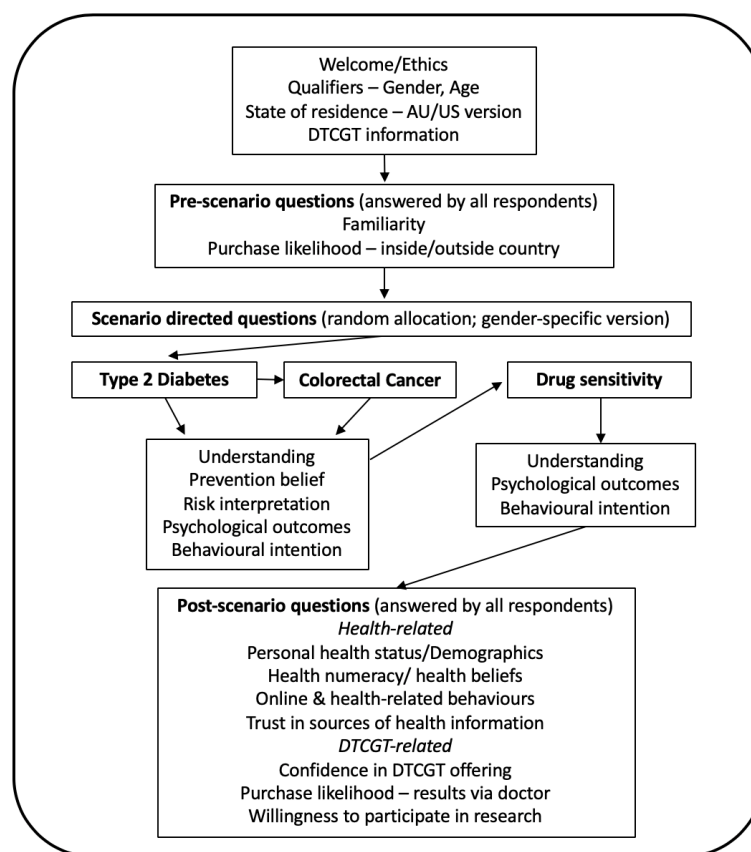 Welcome/Ethics
Qualifiers – Gender, Age
State of residence – AU/US version
DTCGT information
Pre-scenario questions (answered by all respondents)
Familiarity
Purchase likelihood – inside/outside country
Scenario directed questions (random allocation; gender-specific version)
Type 2 Diabetes
Colorectal Cancer
Drug sensitivity
Understanding
Prevention belief
Risk interpretation
Psychological outcomes
Behavioural intention
Understanding
Psychological outcomes
Behavioural intention
Post-scenario questions (answered by all respondents)
Health-related
Personal health status/Demographics
Health numeracy/ health beliefs
Online & health-related behaviours
Trust in sources of health information
DTCGT-related
Confidence in DTCGT offering
Purchase likelihood – results via doctor
Willingness to participate in research